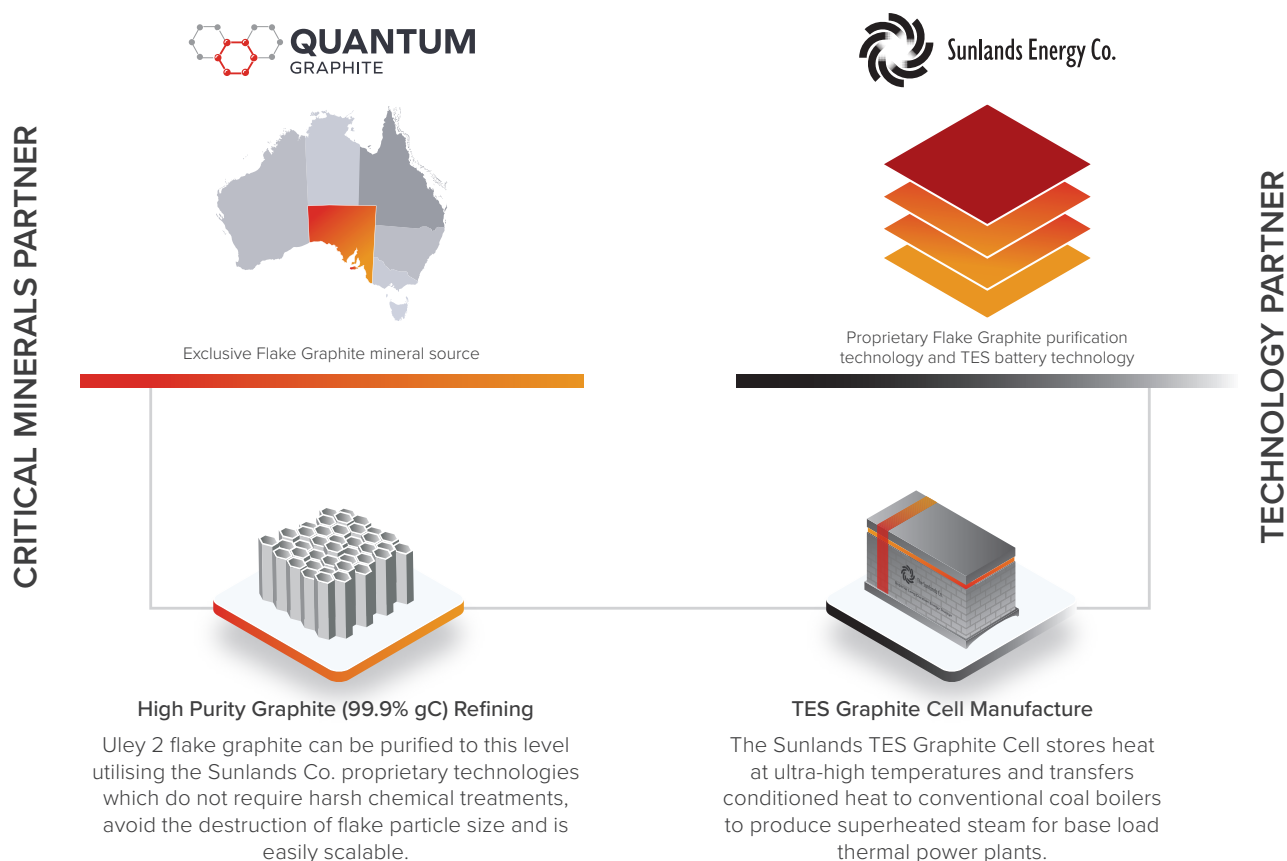 QUANTUM
GRAPHITE
Sunlands Energy Co.
CRITICAL MINERALS PARTNER
TECHNOLOGY PARTNER
Exclusive Flake Graphite mineral source
Proprietary Flake Graphite purification
technology and TES battery technology
High Purity Graphite (99.9% gC) Refining
Uley 2 flake graphite can be purified to this level
utilising the Sunlands Co. proprietary technologies
which do not require harsh chemical treatments,
avoid the destruction of flake particle size and is
easily scalable.
The Sunlands Co.
TES Graphite Cell Manufacture
The Sunlands TES Graphite Cell stores heat
at ultra-high temperatures and transfers
conditioned heat to conventional coal boilers
to produce superheated steam for base load
thermal power plants.